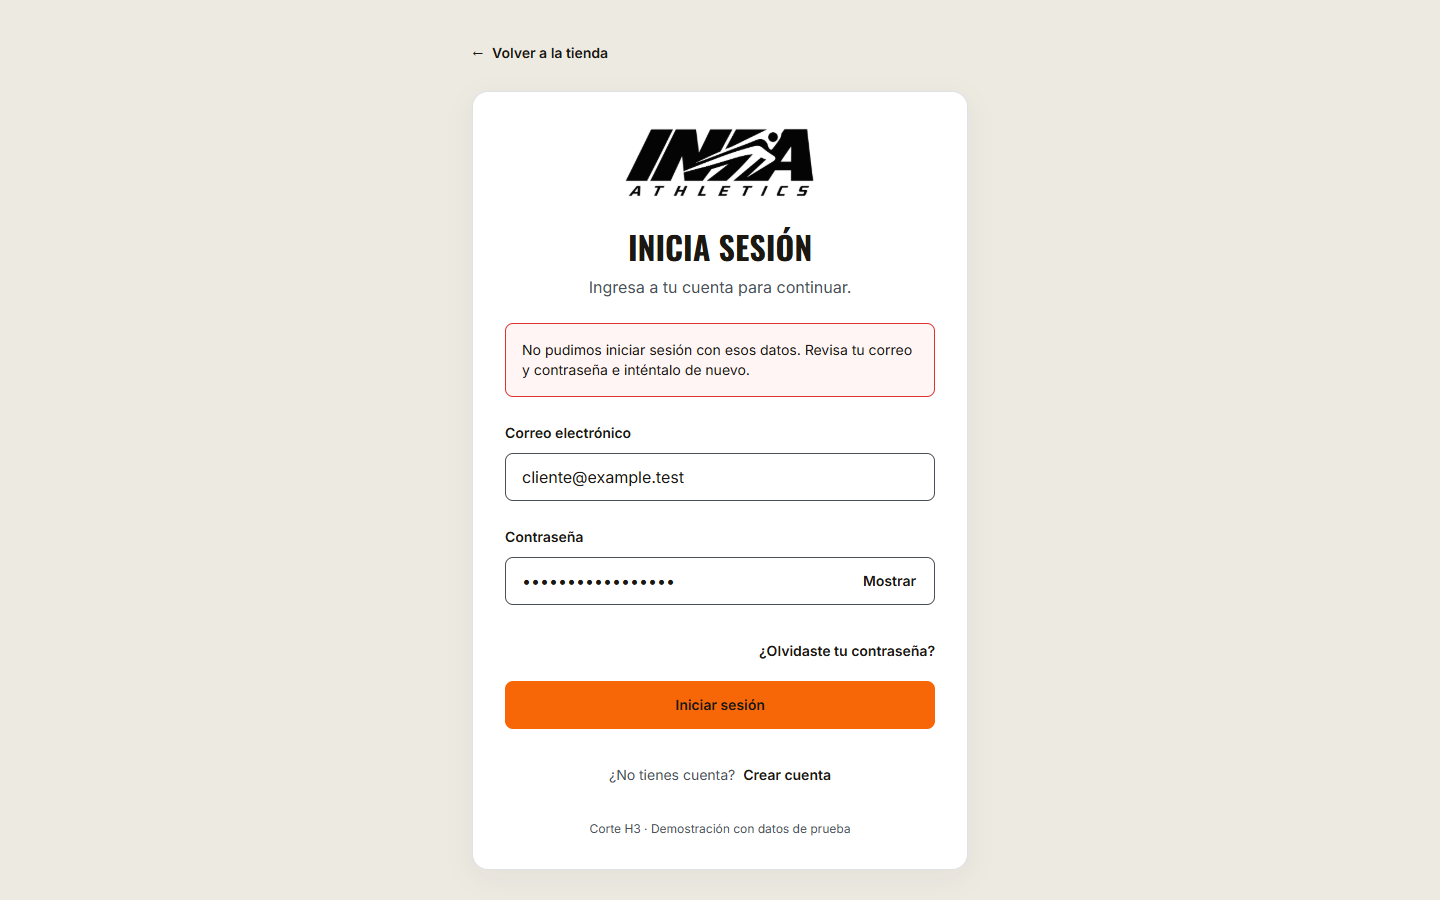 ← Volver a la tienda
INFA
ATHLETICS
INICIA SESIÓN
Ingresa a tu cuenta para continuar.
No pudimos iniciar sesión con esos datos. Revisa tu correo
y contraseña e inténtalo de nuevo.
Correo electrónico
cliente@example.test
Contraseña
•••••••••••••••••
Mostrar
¿Olvidaste tu contraseña?
Iniciar sesión
¿No tienes cuenta? Crear cuenta
Corte H3 · Demostración con datos de prueba